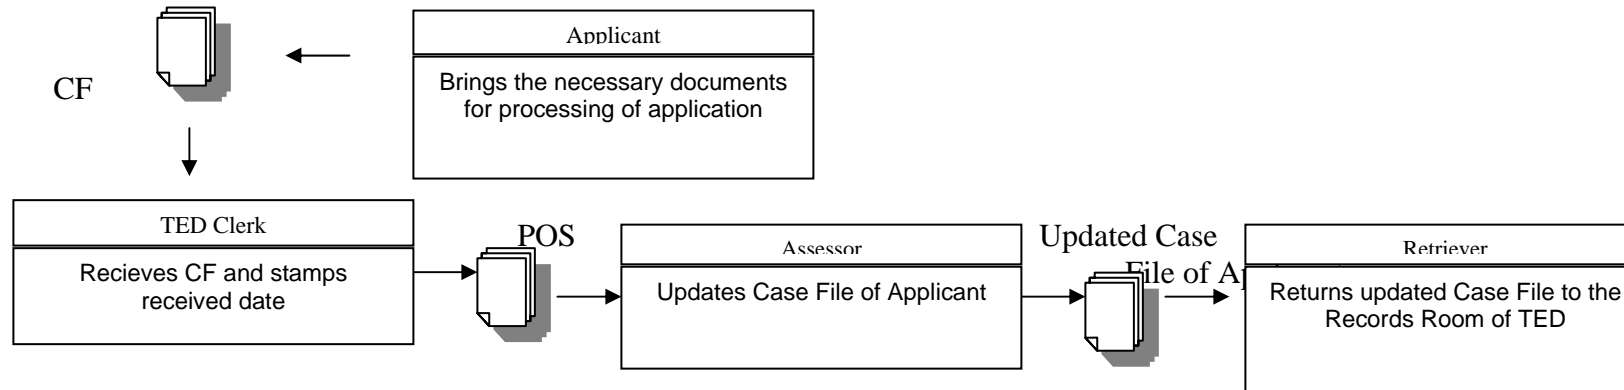 Applicant
Brings the necessary documents
for processing of application
CF
TED Clerk
Recieves CF and stamps
received date
POS
Assessor
Updates Case File of Applicant
Updated Case
File of
Retriever
Returns updated Case File to the
Records Room of TED